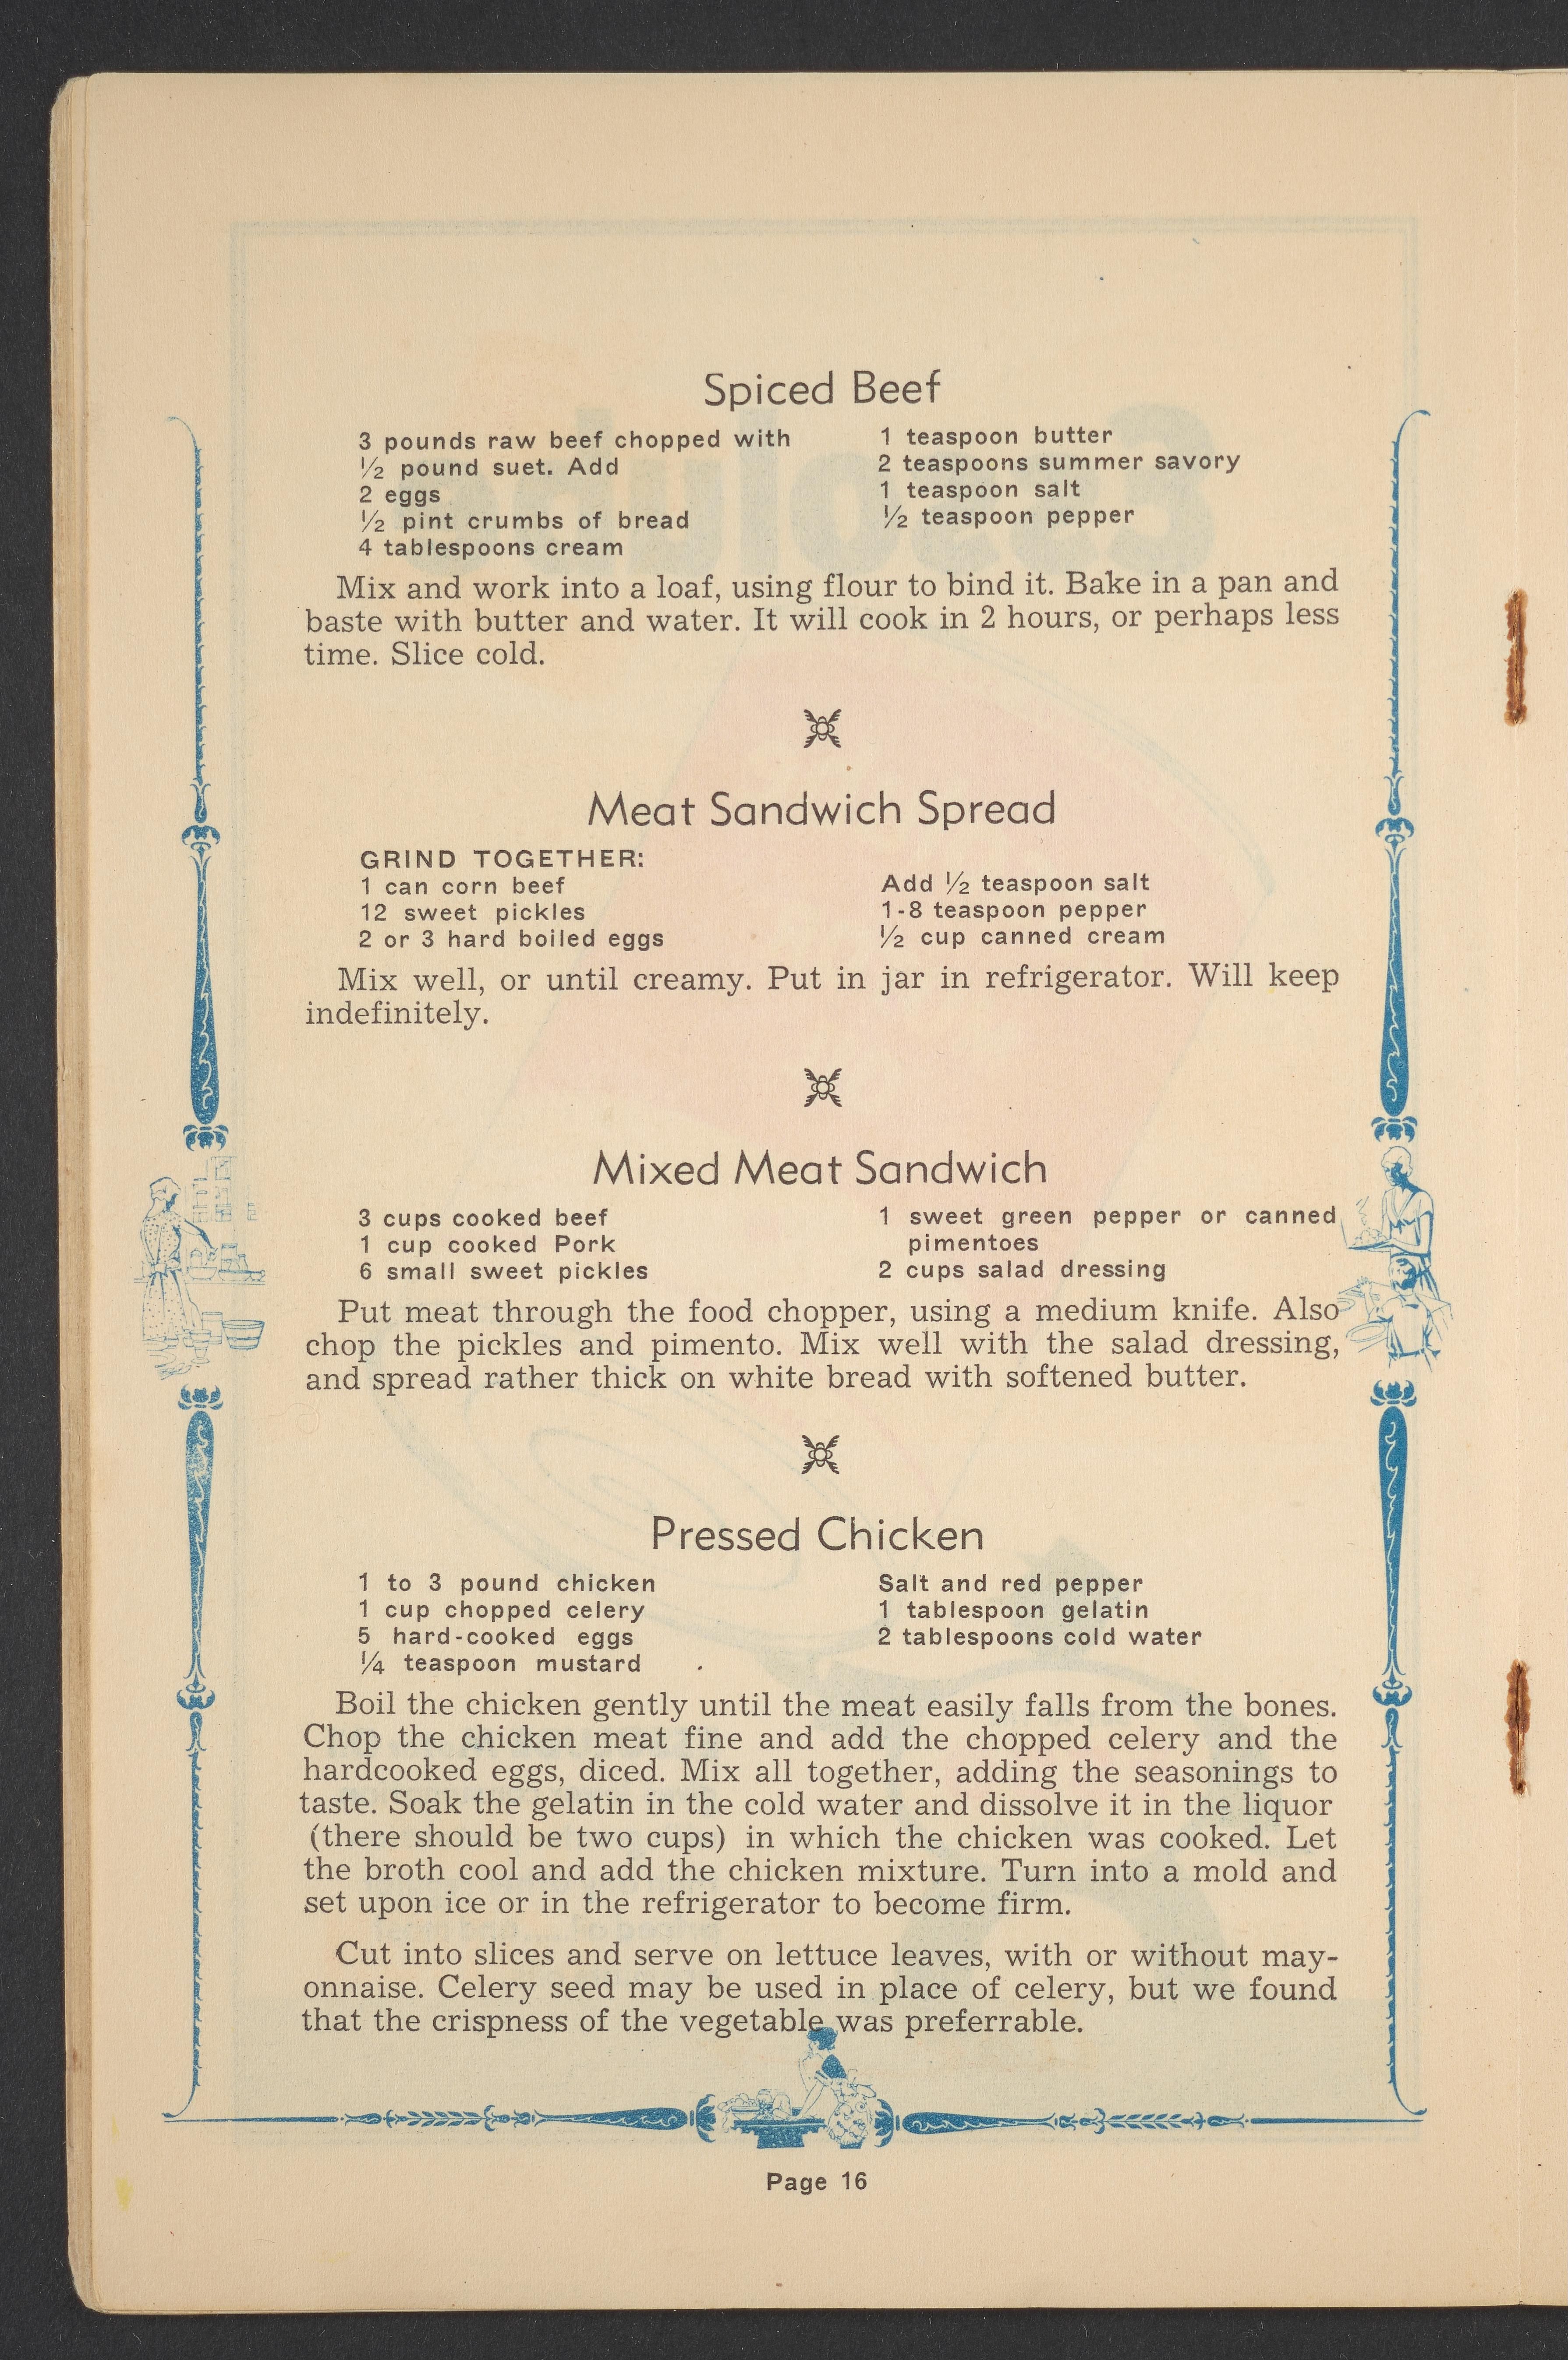 Spiced Beef
3 pounds raw beef chopped with
½ pound suet. Add
2 eggs
½ pint crumbs of bread
4 tablespoons cream
1 teaspoon butter
2 teaspoons summer savory
1 teaspoon salt
½ teaspoon pepper
Mix and work into a loaf, using flour to bind it. Bake in a pan and
baste with butter and water. It will cook in 2 hours, or perhaps less
time. Slice cold.
Meat Sandwich Spread
GRIND TOGETHER:
1 can corn beef
12 sweet pickles
2 or 3 hard boiled eggs
Add ½ teaspoon salt
1-8 teaspoon pepper
½ cup canned cream
Mix well, or until creamy. Put in jar in refrigerator. Will keep
indefinitely.
Mixed Meat Sandwich
3 cups cooked beef
1 cup cooked Pork
6 small sweet pickles
1 sweet green pepper or canned
pimentoes
2 cups salad dressing
Put meat through the food chopper, using a medium knife. Also
chop the pickles and pimento. Mix well with the salad dressing,
and spread rather thick on white bread with softened butter.
Pressed Chicken
1 to 3 pound chicken
1 cup chopped celery
5 hard-cooked eggs
¼ teaspoon mustard
Salt and red pepper
1 tablespoon gelatin
2 tablespoons cold water
Boil the chicken gently until the meat easily falls from the bones.
Chop the chicken meat fine and add the chopped celery and the
hardcooked eggs, diced. Mix all together, adding the seasonings to
taste. Soak the gelatin in the cold water and dissolve it in the liquor
(there should be two cups) in which the chicken was cooked. Let
the broth cool and add the chicken mixture. Turn into a mold and
set upon ice or in the refrigerator to become firm.
Cut into slices and serve on lettuce leaves, with or without may-
onnaise. Celery seed may be used in place of celery, but we found
that the crispness of the vegetable was preferrable.
Page 16